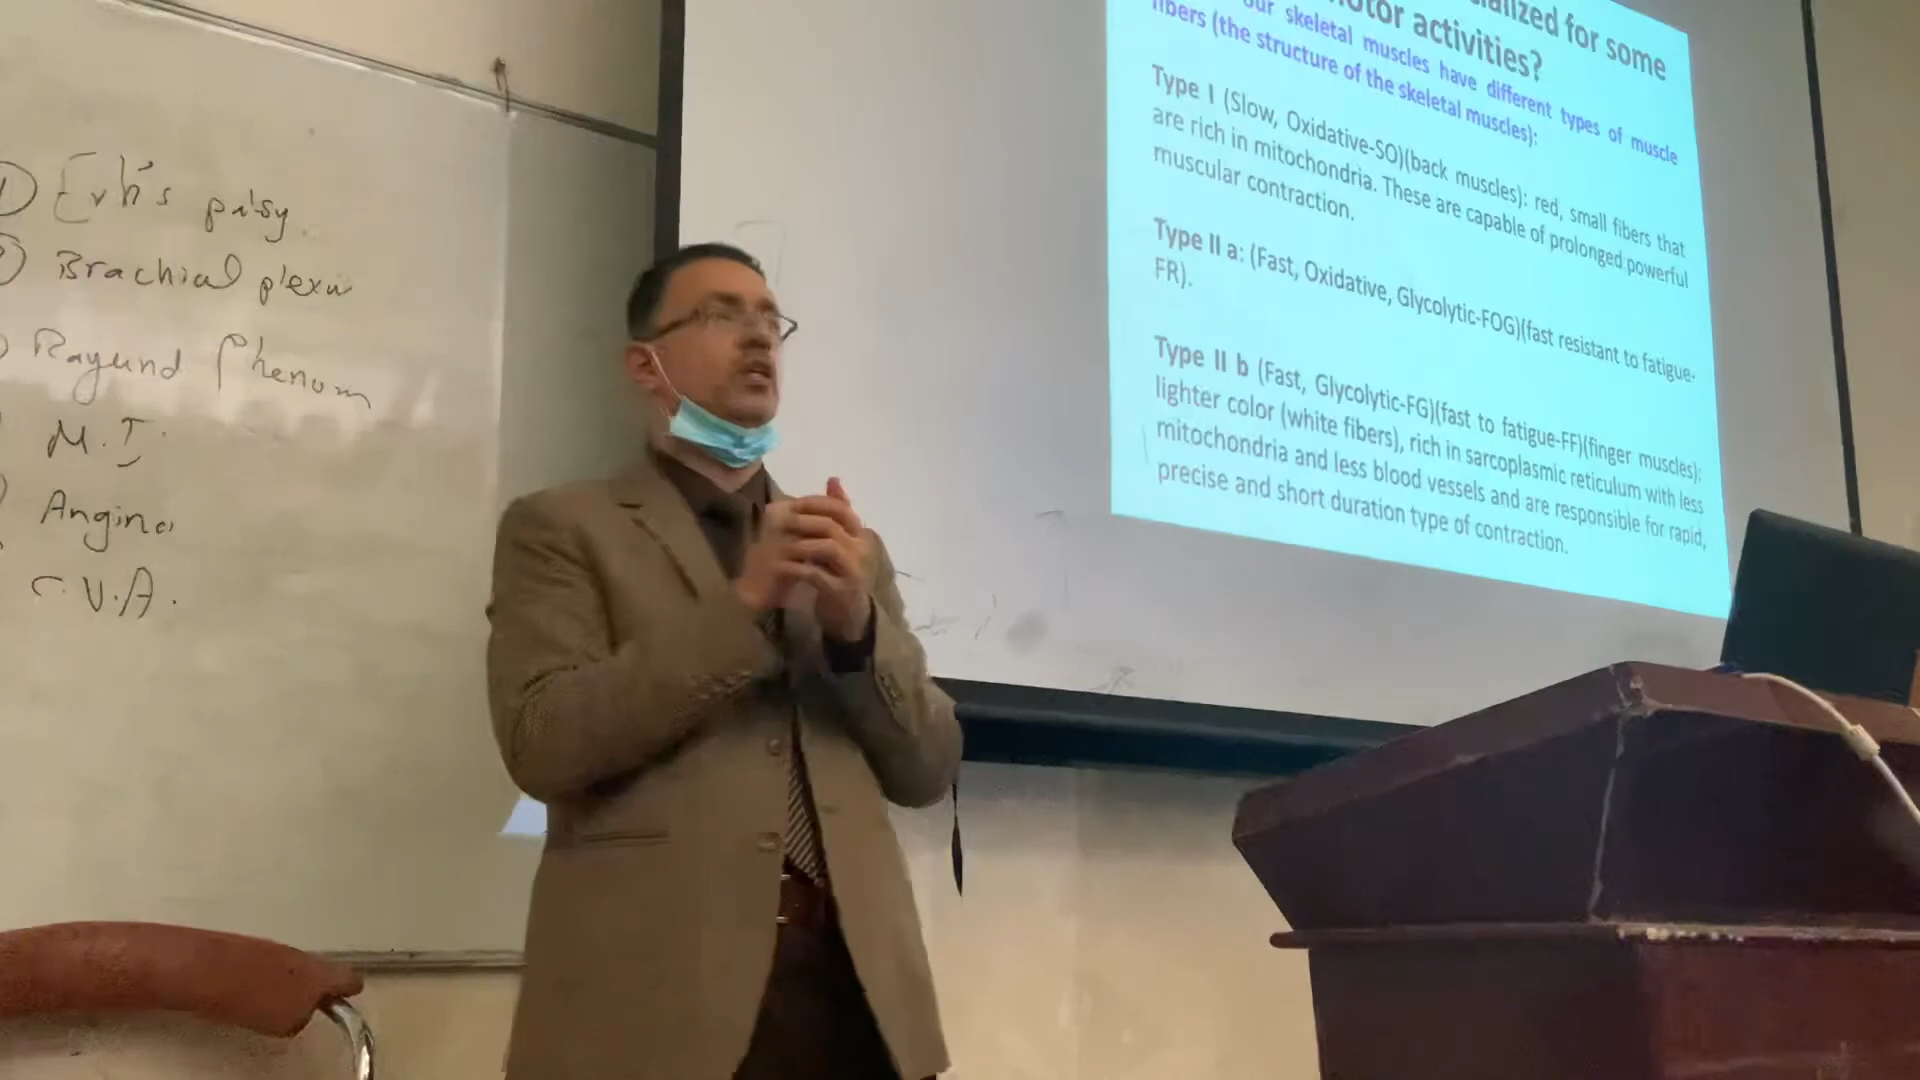 Erb's palsy
Brachial plexu
Raynund Phenom
M.I.
Angina
C.V.A.
ialized for some
otor activities?
our skeletal muscles have different types of muscle
fibers (the structure of the skeletal muscles):
Type I (Slow, Oxidative-SO)(back muscles): red, small fibers that
are rich in mitochondria. These are capable of prolonged powerful
muscular contraction.
Type II a: (Fast, Oxidative, Glycolytic-FOG)(fast resistant to fatigue-
FR).
Type II b (Fast, Glycolytic-FG)(fast to fatigue-FF)(finger muscles):
lighter color (white fibers), rich in sarcoplasmic reticulum with less
mitochondria and less blood vessels and are responsible for rapid,
precise and short duration type of contraction.